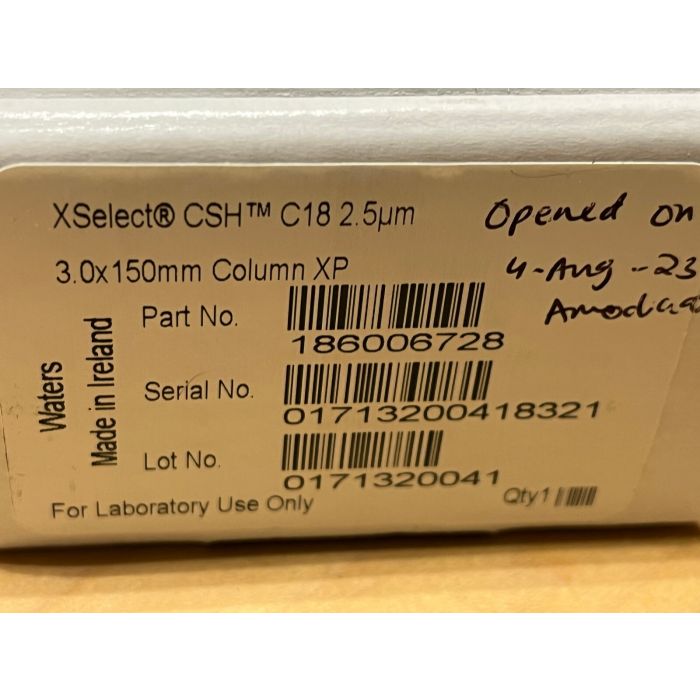 XSelect® CSH™ C18 2.5µm
3.0x150mm Column XP
Opened on
4-Aug-23
Waters
Made in Ireland
Part No.
186006728
Serial No.
01713200418321
Lot No.
0171320041
For Laboratory Use Only
Qty1